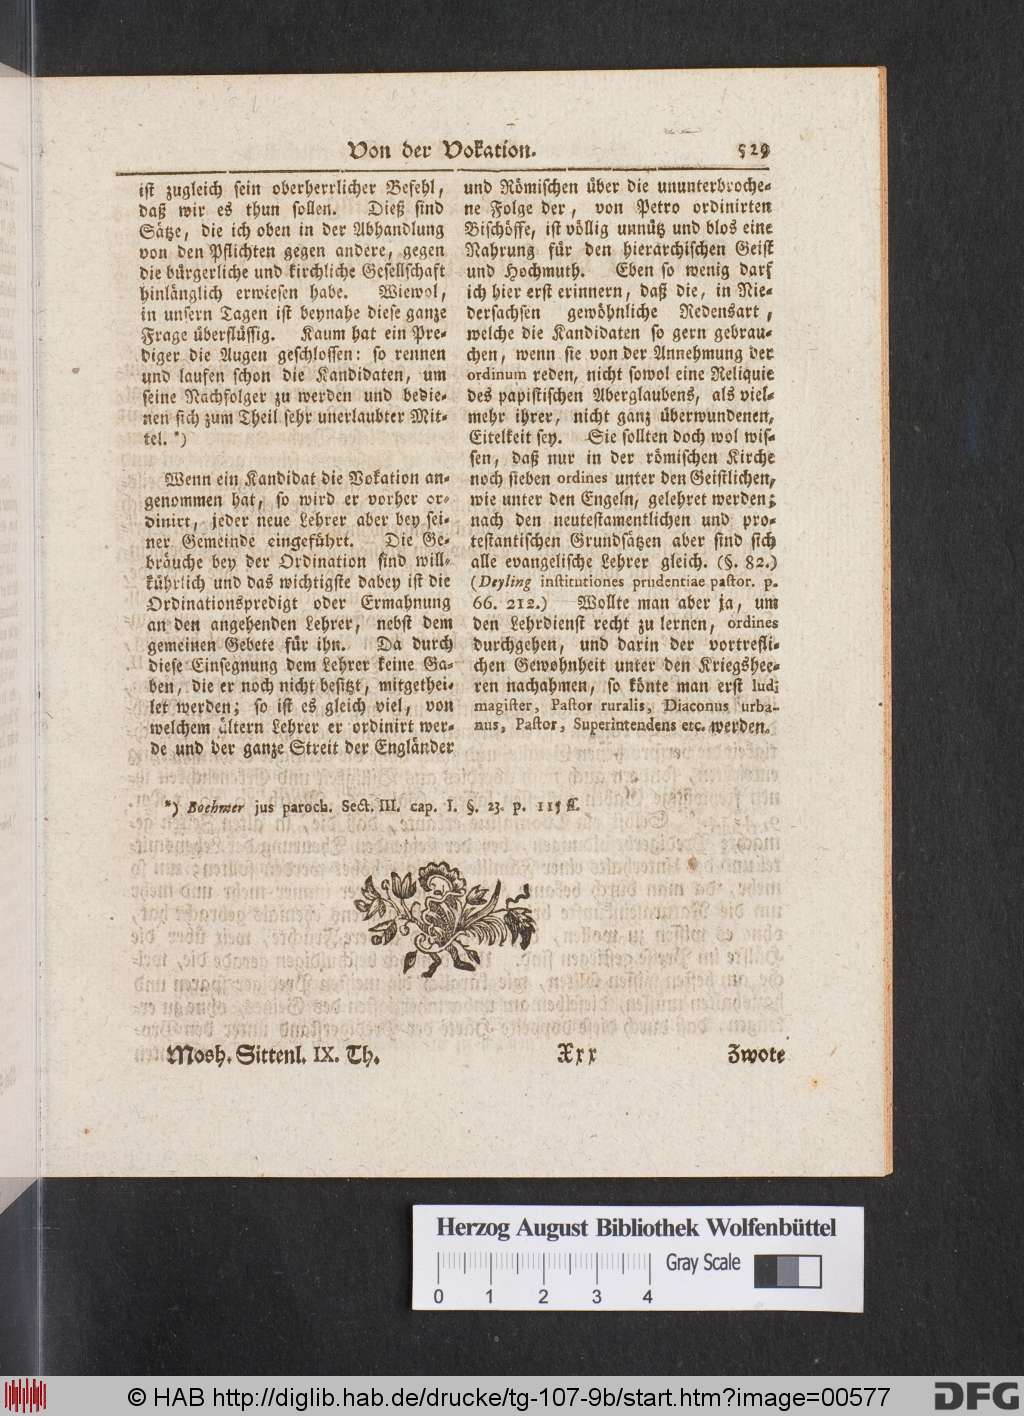 Von der Vokation. 529
ist zugleich sein oberherrlicher Befehl,
daß wir es thun sollen. Dieß sind
Sätze, die ich oben in der Abhandlung
von den Pflichten gegen andere, gegen
die bürgerliche und kirchliche Gesellschaft
hinlänglich erwiesen habe. Wiewol,
in unsern Tagen ist beynahe diese ganze
Frage überflüssig. Kaum hat ein Pre-
diger die Augen geschlossen: so rennen
und laufen schon die Kandidaten, um
seine Nachfolger zu werden und bedie-
nen sich zum Theil sehr unerlaubter Mit-
tel. *)
Wenn ein Kandidat die Vokation an-
genommen hat, so wird er vorher or-
dinirt, jeder neue Lehrer aber bey sei-
ner Gemeinde eingeführt. Die Ge-
bräuche bey der Ordination sind will-
kührlich und das wichtigste dabey ist die
Ordinationspredigt oder Ermahnung
an den angehenden Lehrer, nebst dem
gemeinen Gebete für ihn. Da durch
diese Einsegnung dem Lehrer keine Ga-
ben, die er noch nicht besitzt, mitgethei-
let werden; so ist es gleich viel, von
welchem ältern Lehrer er ordinirt wer-
de und der ganze Streit der Engländer
und Römischen über die ununterbroche-
ne Folge der, von Petro ordinirten
Bischöffe, ist völlig unnütz und blos eine
Nahrung für den hierarchischen Geist
und Hochmuth. Eben so wenig darf
ich hier erst erinnern, daß die, in Nie-
dersachsen gewöhnliche Redensart,
welche die Kandidaten so gern gebrau-
chen, wenn sie von der Annehmung der
ordinum reden, nicht sowol eine Reliquie
des papistischen Aberglaubens, als viel-
mehr ihrer, nicht ganz überwundenen,
Eitelkeit sey. Sie sollten doch wol wis-
sen, daß nur in der römischen Kirche
noch sieben ordines unter den Geistlichen,
wie unter den Engeln, gelehret werden;
nach den neutestamentlichen und pro-
testantischen Grundsätzen aber sind sich
alle evangelische Lehrer gleich. (§. 82.)
(Deyling institutiones prudentiae pastor. p.
66. 212.) Wollte man aber ja, um
den Lehrdienst recht zu lernen, ordines
durchgehen, und darin der vortrefli-
chen Gewohnheit unter den Kriegshee-
ren nachahmen, so könte man erst ludi
magister, Pastor ruralis, Diaconus urba-
nus, Pastor, Superintendens etc. werden.
*) Boehmer jus paroch. Sect. III. cap. I. §. 23. p. 115 ff.
Mosh. Sittenl. IX. Th. Xxx Zwote
Herzog August Bibliothek Wolfenbüttel
0 1 2 3 4 Gray Scale
© HAB http://diglib.hab.de/drucke/tg-107-9b/start.htm?image=00577
DFG